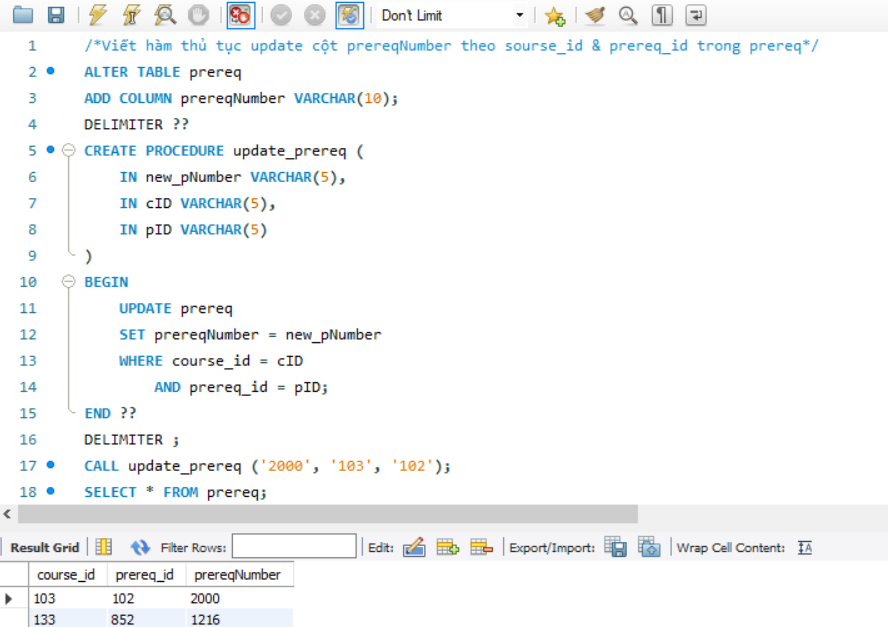 Don't Limit
1 /*Viết hàm thủ tục update cột prereqNumber theo sourse_id & prereq_id trong prereq*/
2 ALTER TABLE prereq
3 ADD COLUMN prereqNumber VARCHAR(10);
4 DELIMITER ??
5 CREATE PROCEDURE update_prereq (
6 IN new_pNumber VARCHAR(5),
7 IN cID VARCHAR(5),
8 IN pID VARCHAR(5)
9 )
10 BEGIN
11 UPDATE prereq
12 SET prereqNumber = new_pNumber
13 WHERE course_id = cID
14 AND prereq_id = pID;
15 END ??
16 DELIMITER ;
17 CALL update_prereq ('2000', '103', '102');
18 SELECT * FROM prereq;
Result Grid Filter Rows: Edit: Export/Import: Wrap Cell Content:
course_id prereq_id prereqNumber
103 102 2000
133 852 1216